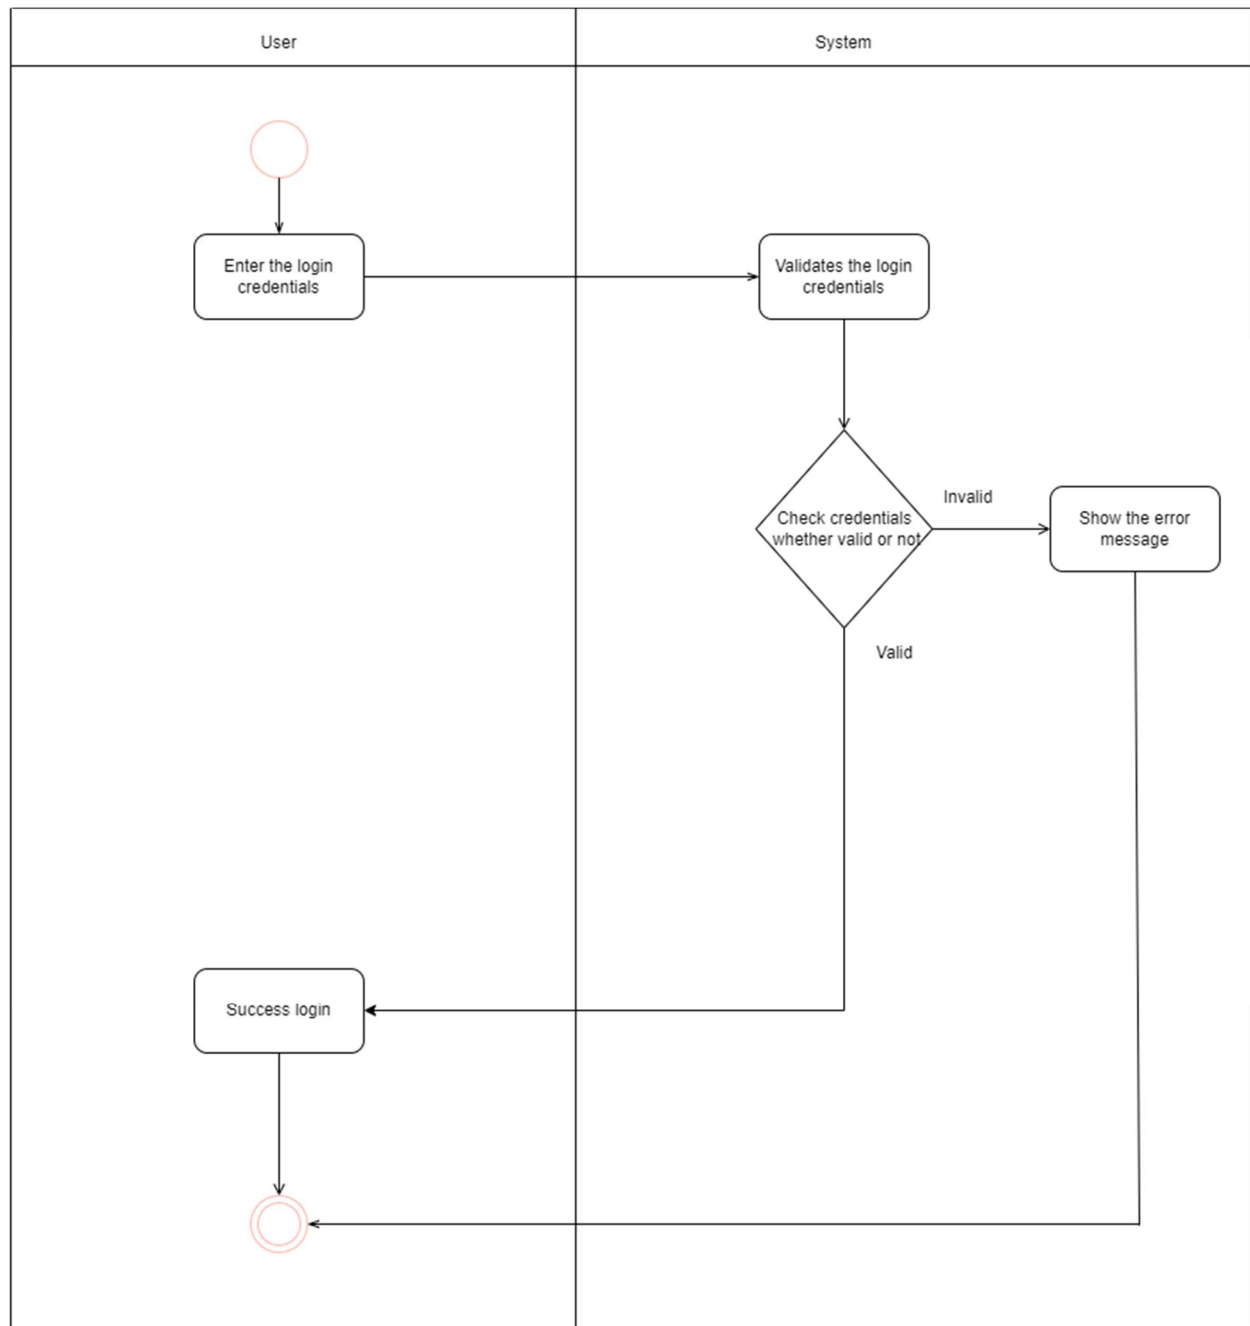 User
System
Enter the login
credentials
Validates the login
credentials
Check credentials
whether valid or not
Invalid
Show the error
message
Valid
Success login